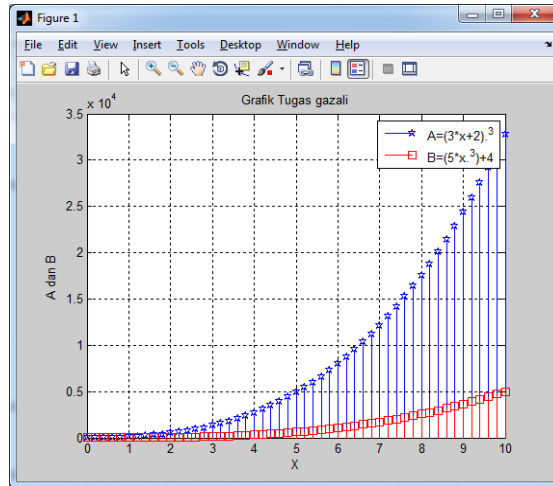 Figure 1
File Edit View Insert Tools Desktop Window Help
x 10^4
Grafik Tugas gazali
A=(3*x+2).^3
B=(5*x.^3)+4
3.5
3
2.5
2
1.5
1
0.5
0
A dan B
0 1 2 3 4 5 6 7 8 9 10
X